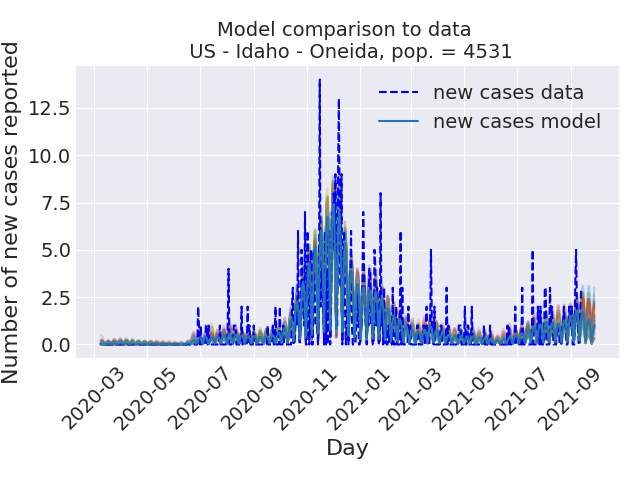 Model comparison to data
US - Idaho - Oneida, pop. = 4531
Number of new cases reported
12.5
10.0
7.5
5.0
2.5
0.0
new cases data
new cases model
2020-03
2020-05
2020-07
2020-09
2020-11
2021-01
2021-03
2021-05
2021-07
2021-09
Day